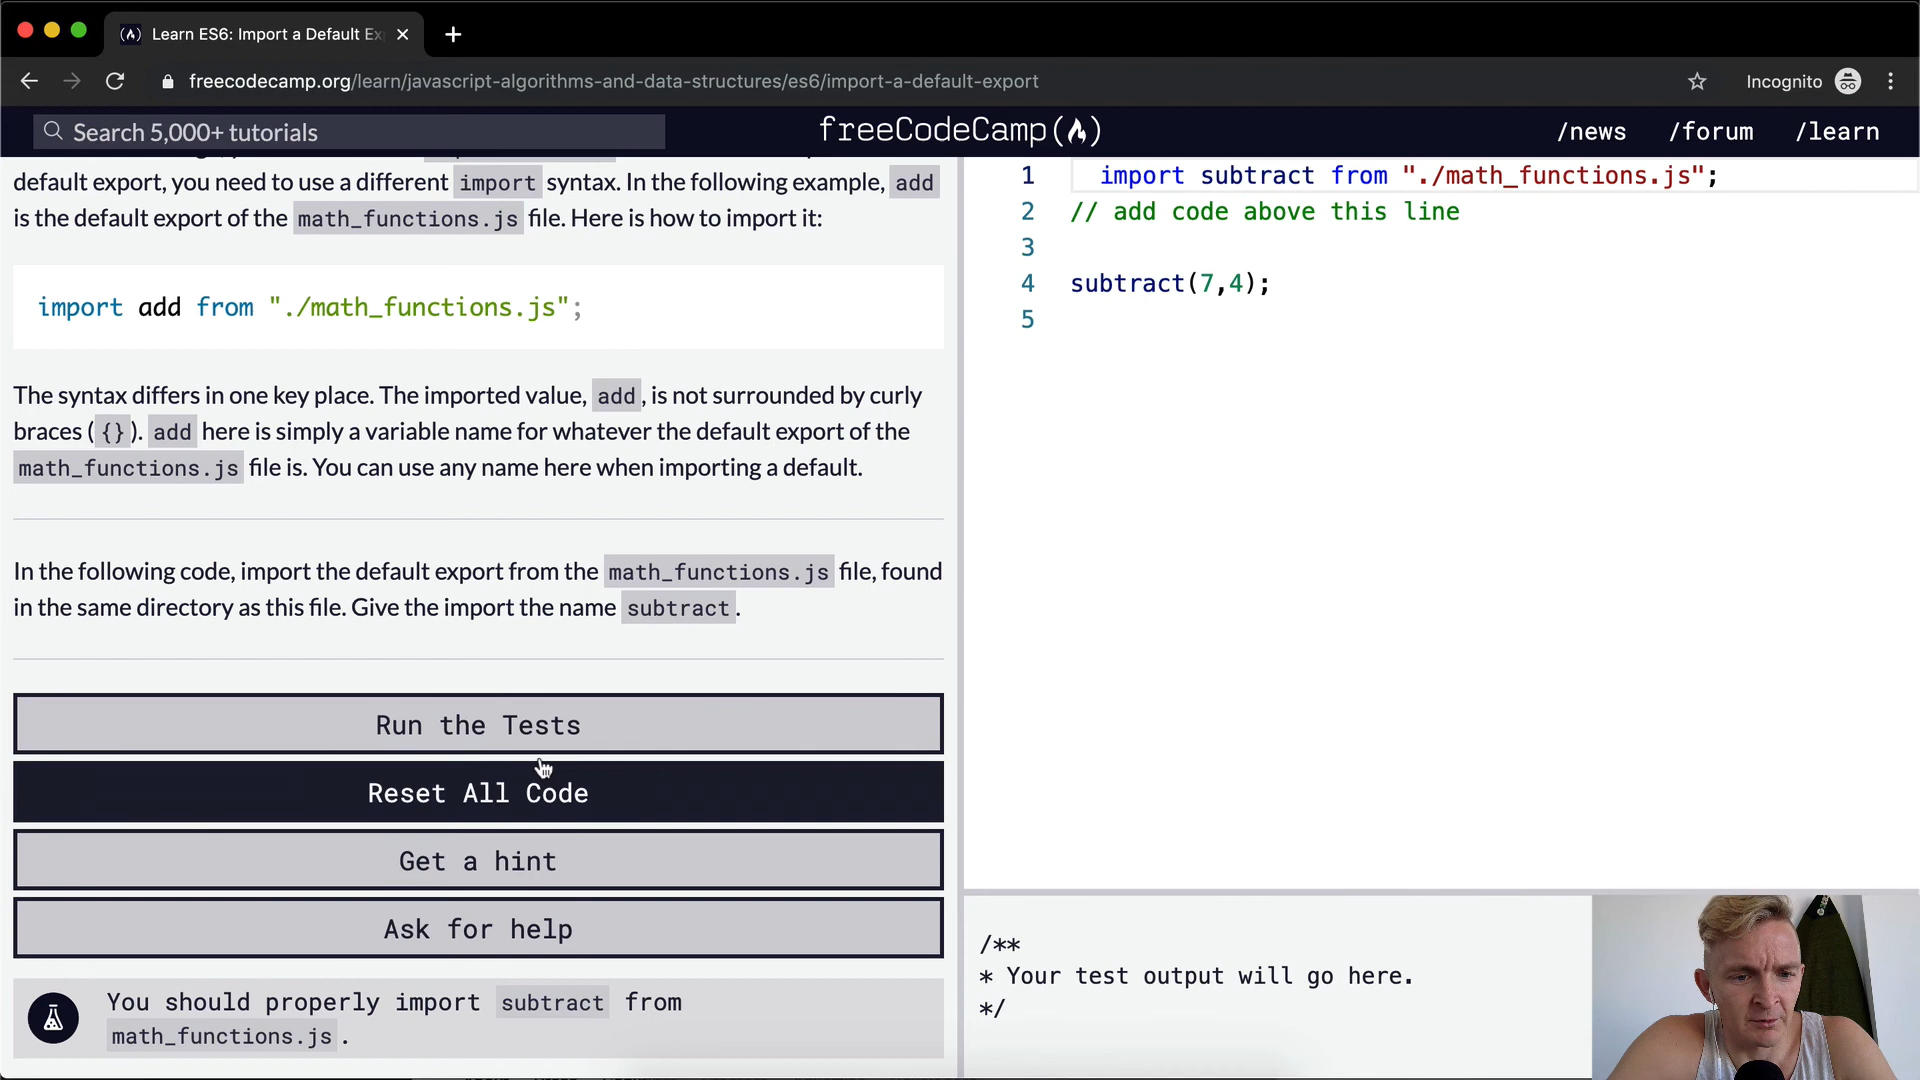 Learn ES6: Import a Default Ex
freecodecamp.org/learn/javascript-algorithms-and-data-structures/es6/import-a-default-export
Incognito
Search 5,000+ tutorials
freeCodeCamp
/news
/forum
/learn
default export, you need to use a different import syntax. In the following example, add
is the default export of the math_functions.js file. Here is how to import it:
import add from "./math_functions.js";
The syntax differs in one key place. The imported value, add, is not surrounded by curly
braces ( {} ). add here is simply a variable name for whatever the default export of the
math_functions.js file is. You can use any name here when importing a default.
In the following code, import the default export from the math_functions.js file, found
in the same directory as this file. Give the import the name subtract.
Run the Tests
Reset All Code
Get a hint
Ask for help
You should properly import subtract from
math_functions.js.
1 import subtract from "./math_functions.js";
2 // add code above this line
3
4 subtract(7,4);
5
/**
* Your test output will go here.
*/